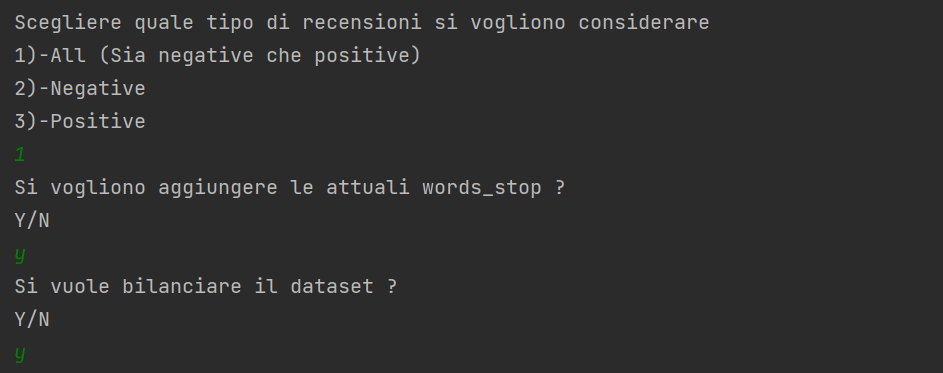 Scegliere quale tipo di recensioni si vogliono considerare
1)-All (Sia negative che positive)
2)-Negative
3)-Positive
1
Si vogliono aggiungere le attuali words_stop ?
Y/N
y
Si vuole bilanciare il dataset ?
Y/N
y